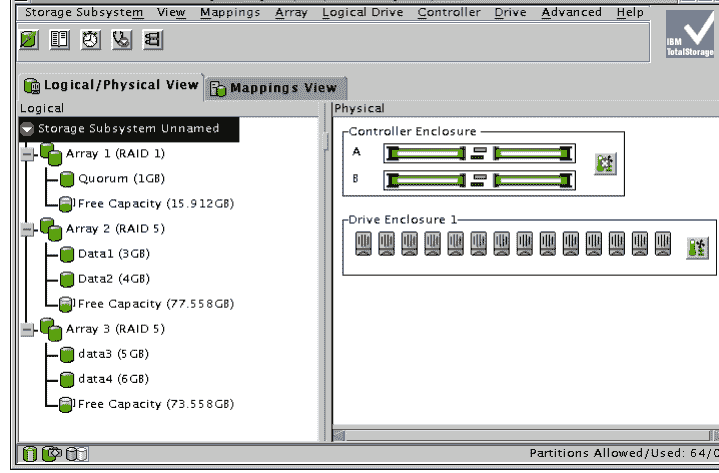 Storage Subsystem View Mappings Array Logical Drive Controller Drive Advanced Help
IBM
TotalStorage
Logical/Physical View
Mappings View
Logical
Storage Subsystem Unnamed
Array 1 (RAID 1)
Quorum (1GB)
Free Capacity (15.912GB)
Array 2 (RAID 5)
Data1 (3GB)
Data2 (4GB)
Free Capacity (77.558GB)
Array 3 (RAID 5)
data3 (5GB)
data4 (6GB)
Free Capacity (73.558GB)
Physical
Controller Enclosure
A
B
Drive Enclosure 1
Partitions Allowed/Used: 64/0